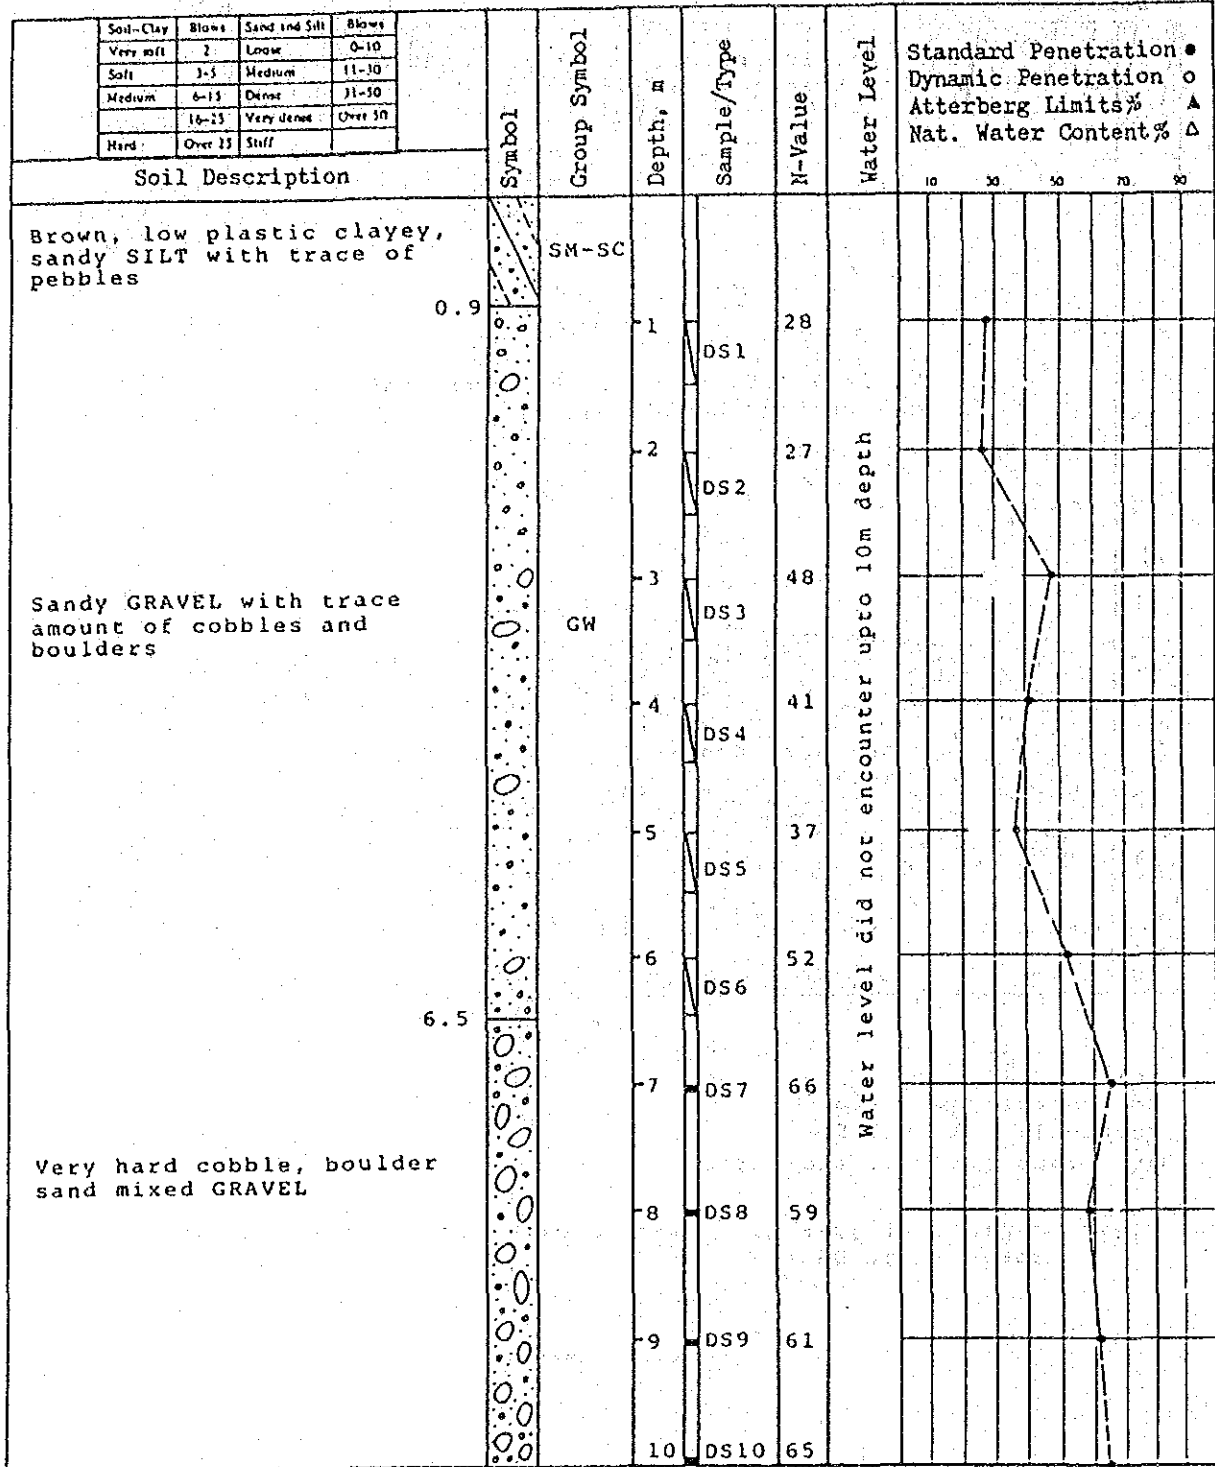 Soil-Clay Blows Sand and Silt Blows
Very soft 2 Loose 0-10
Soft 3-5 Medium 11-30
Medium 6-15 Dense 31-50
16-25 Very dense Over 50
Hard Over 25 Stiff
Soil Description
Symbol
Group Symbol
Depth, m
Sample/Type
N-Value
Water Level
Standard Penetration ●
Dynamic Penetration ○
Atterberg Limits% ▲
Nat. Water Content% △
10 30 50 70 90
Brown, low plastic clayey,
sandy SILT with trace of
pebbles
SM-SC
0.9
1 DS1 28
2 DS2 27
3 DS3 48
Sandy GRAVEL with trace
amount of cobbles and
boulders
GW
4 DS4 41
5 DS5 37
6 DS6 52
6.5
7 DS7 66
Very hard cobble, boulder
sand mixed GRAVEL
8 DS8 59
9 DS9 61
10 DS10 65
Water level did not encounter upto 10m depth